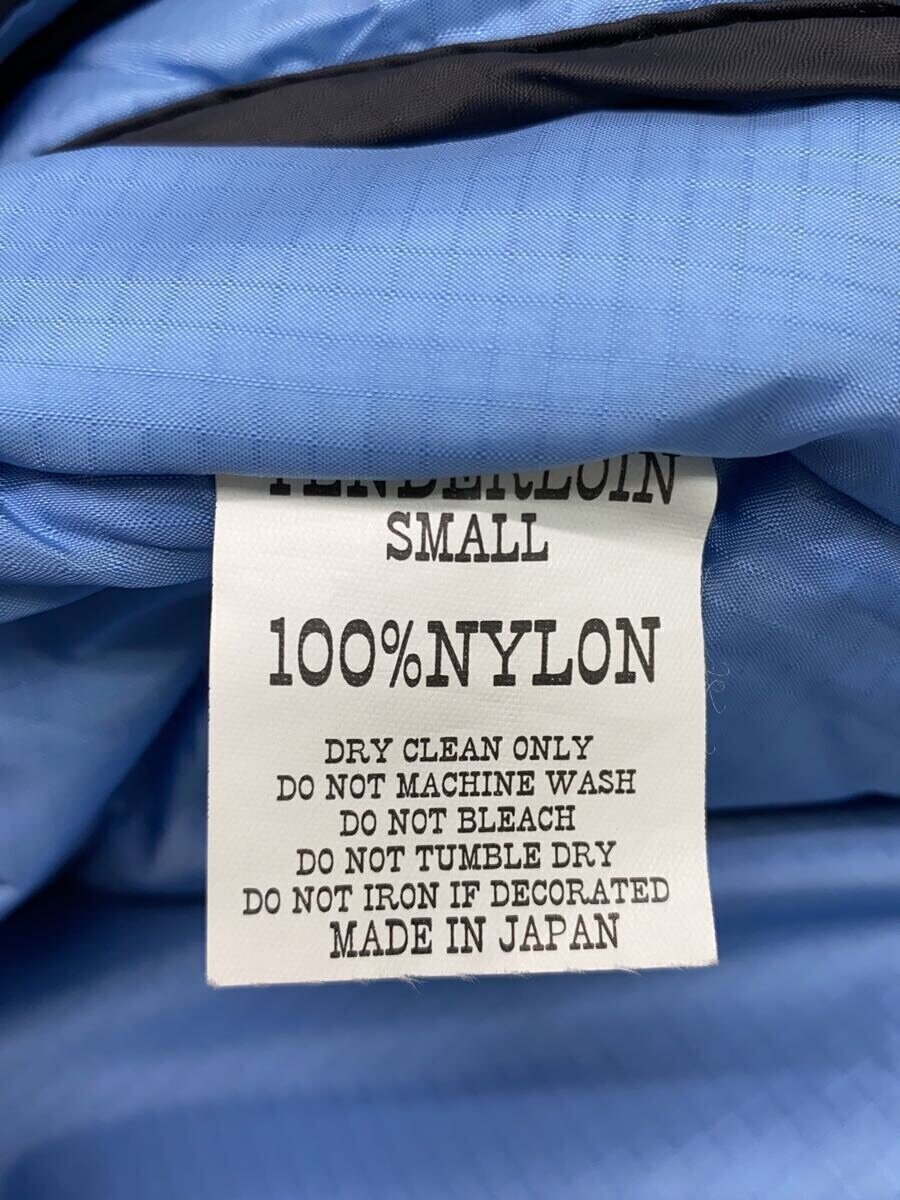 TENDERLOIN
SMALL
100%NYLON
DRY CLEAN ONLY
DO NOT MACHINE WASH
DO NOT BLEACH
DO NOT TUMBLE DRY
DO NOT IRON IF DECORATED
MADE IN JAPAN